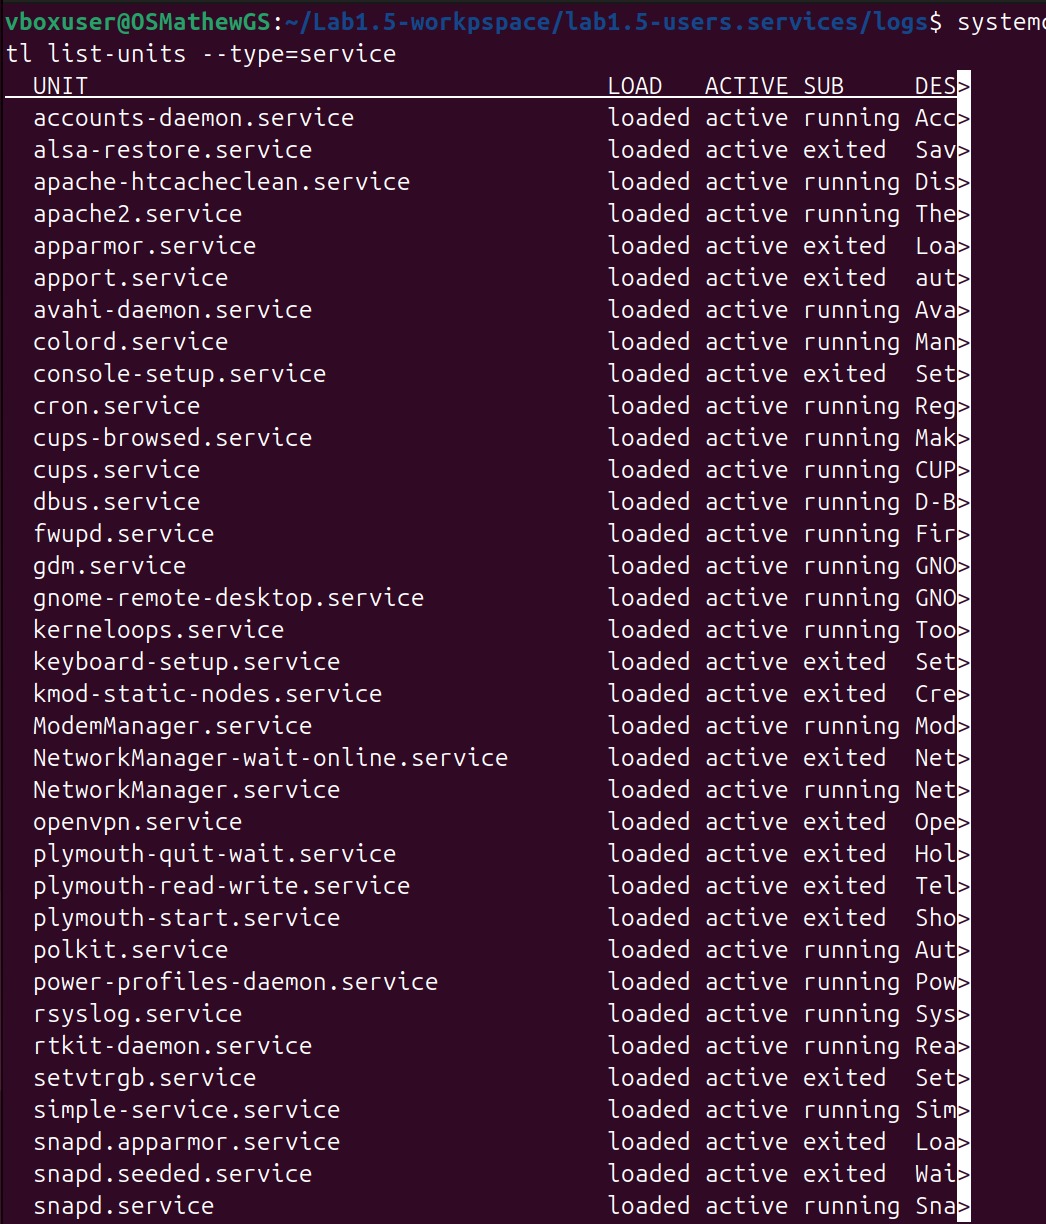 vboxuser@OSMathewGS:~/Lab1.5-workpspace/lab1.5-users.services/logs$ systemc
tl list-units --type=service
UNIT LOAD ACTIVE SUB DES>
accounts-daemon.service loaded active running Acc>
alsa-restore.service loaded active exited Sav>
apache-htcacheclean.service loaded active running Dis>
apache2.service loaded active running The>
apparmor.service loaded active exited Loa>
apport.service loaded active exited aut>
avahi-daemon.service loaded active running Ava>
colord.service loaded active running Man>
console-setup.service loaded active exited Set>
cron.service loaded active running Reg>
cups-browsed.service loaded active running Mak>
cups.service loaded active running CUP>
dbus.service loaded active running D-B>
fwupd.service loaded active running Fir>
gdm.service loaded active running GNO>
gnome-remote-desktop.service loaded active running GNO>
kerneloops.service loaded active running Too>
keyboard-setup.service loaded active exited Set>
kmod-static-nodes.service loaded active exited Cre>
ModemManager.service loaded active running Mod>
NetworkManager-wait-online.service loaded active exited Net>
NetworkManager.service loaded active running Net>
openvpn.service loaded active exited Ope>
plymouth-quit-wait.service loaded active exited Hol>
plymouth-read-write.service loaded active exited Tel>
plymouth-start.service loaded active exited Sho>
polkit.service loaded active running Aut>
power-profiles-daemon.service loaded active running Pow>
rsyslog.service loaded active running Sys>
rtkit-daemon.service loaded active running Rea>
setvtrgb.service loaded active exited Set>
simple-service.service loaded active running Sim>
snapd.apparmor.service loaded active exited Loa>
snapd.seeded.service loaded active exited Wai>
snapd.service loaded active running Sna>